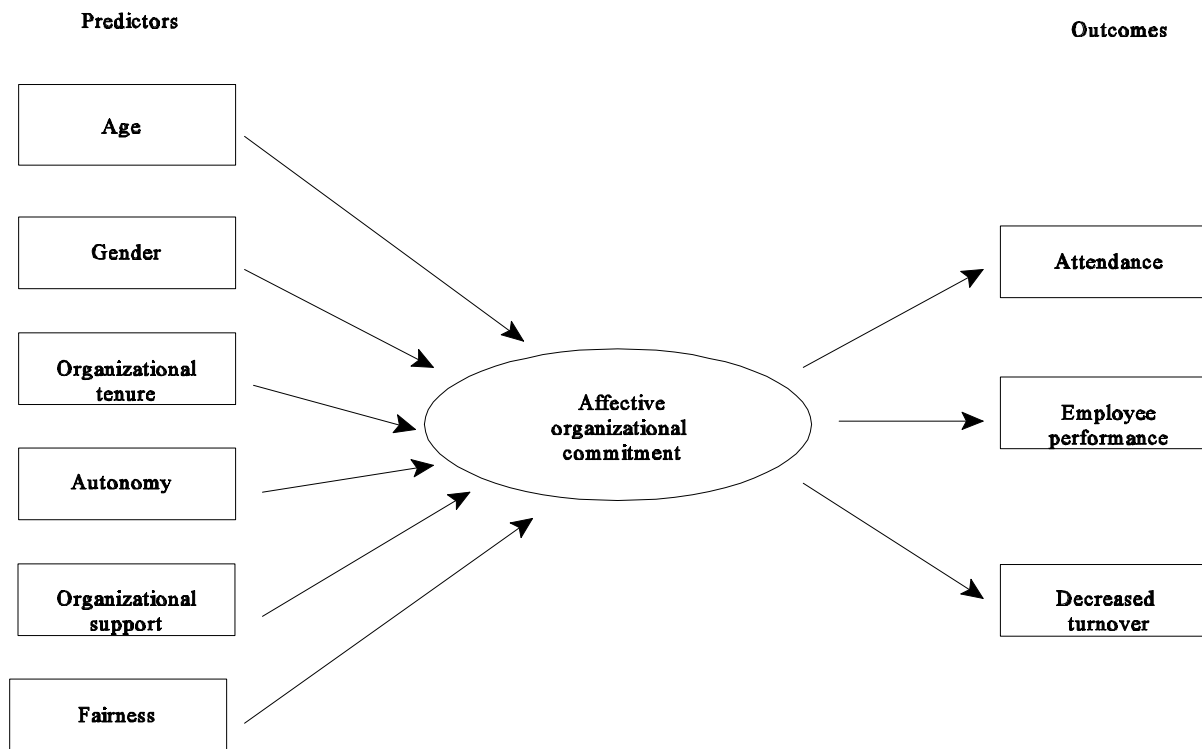 Predictors
Outcomes
Age
Gender
Organizational
tenure
Autonomy
Organizational
support
Fairness
Affective
organizational
commitment
Attendance
Employee
performance
Decreased
turnover